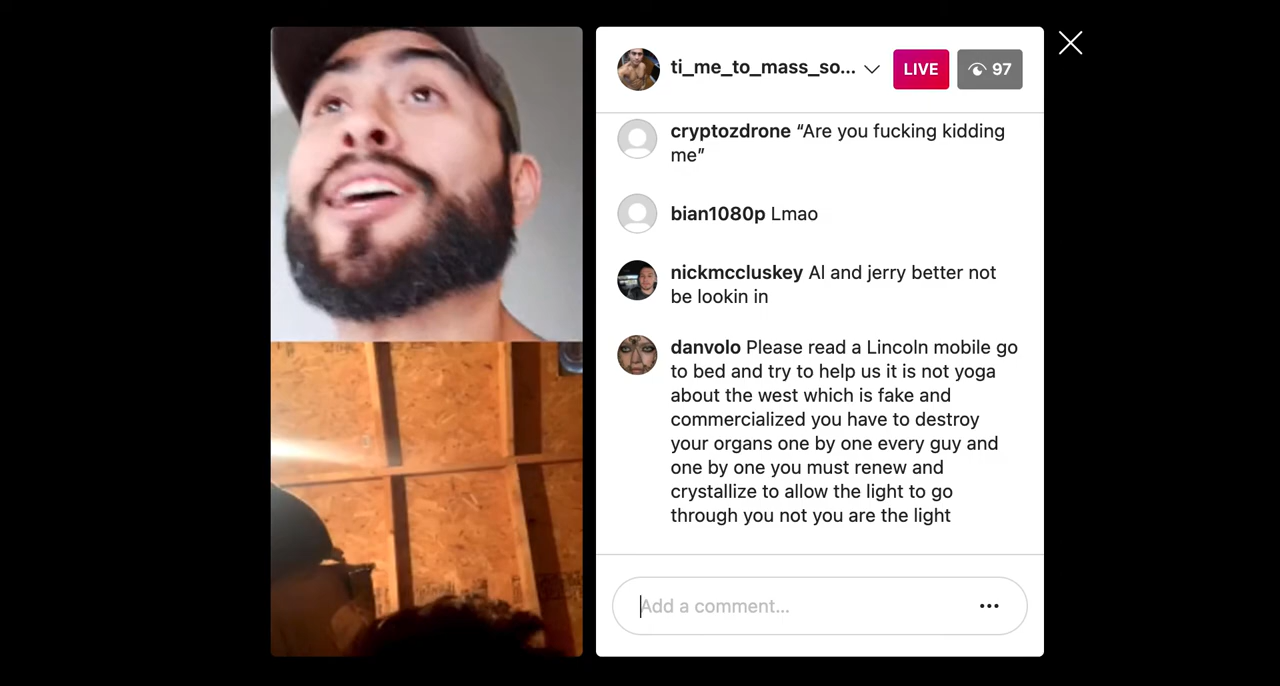 ti_me_to_mass_so...
LIVE
97
cryptozdrone “Are you fucking kidding
me”
bian1080p Lmao
nickmccluskey Al and jerry better not
be lookin in
danvolo Please read a Lincoln mobile go
to bed and try to help us it is not yoga
about the west which is fake and
commercialized you have to destroy
your organs one by one every guy and
one by one you must renew and
crystallize to allow the light to go
through you not you are the light
Add a comment...